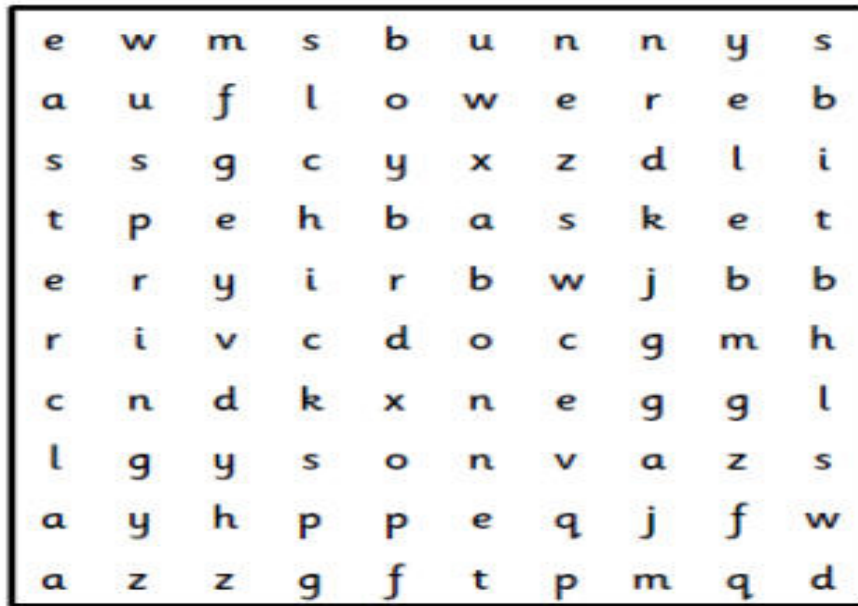 e w m s b u n n y s
a u f l o w e r e b
s s g c y x z d l i
t p e h b a s k e t
e r y i r b w j b b
r i v c d o c g m h
c n d k x n e g g l
l g y s o n v a z s
a y h p p e q j f w
a z z g f t p m q d